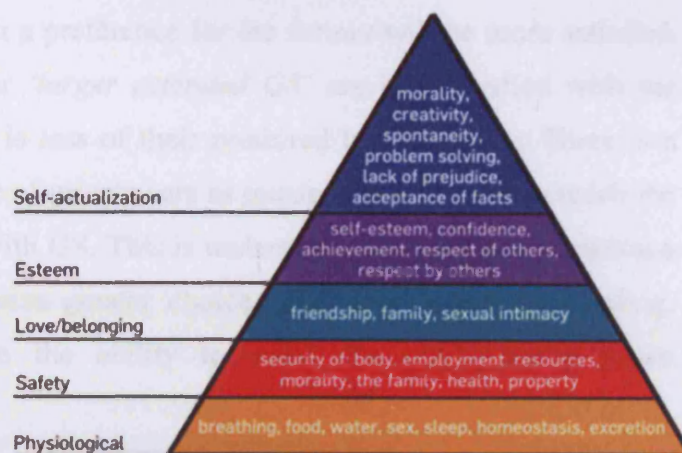 morality,
creativity,
spontaneity,
problem solving,
lack of prejudice,
acceptance of facts
Self-actualization
self-esteem, confidence,
achievement, respect of others,
respect by others
Esteem
friendship, family, sexual intimacy
Love/belonging
security of: body, employment, resources,
morality, the family, health, property
Safety
breathing, food, water, sex, sleep, homeostasis, excretion
Physiological